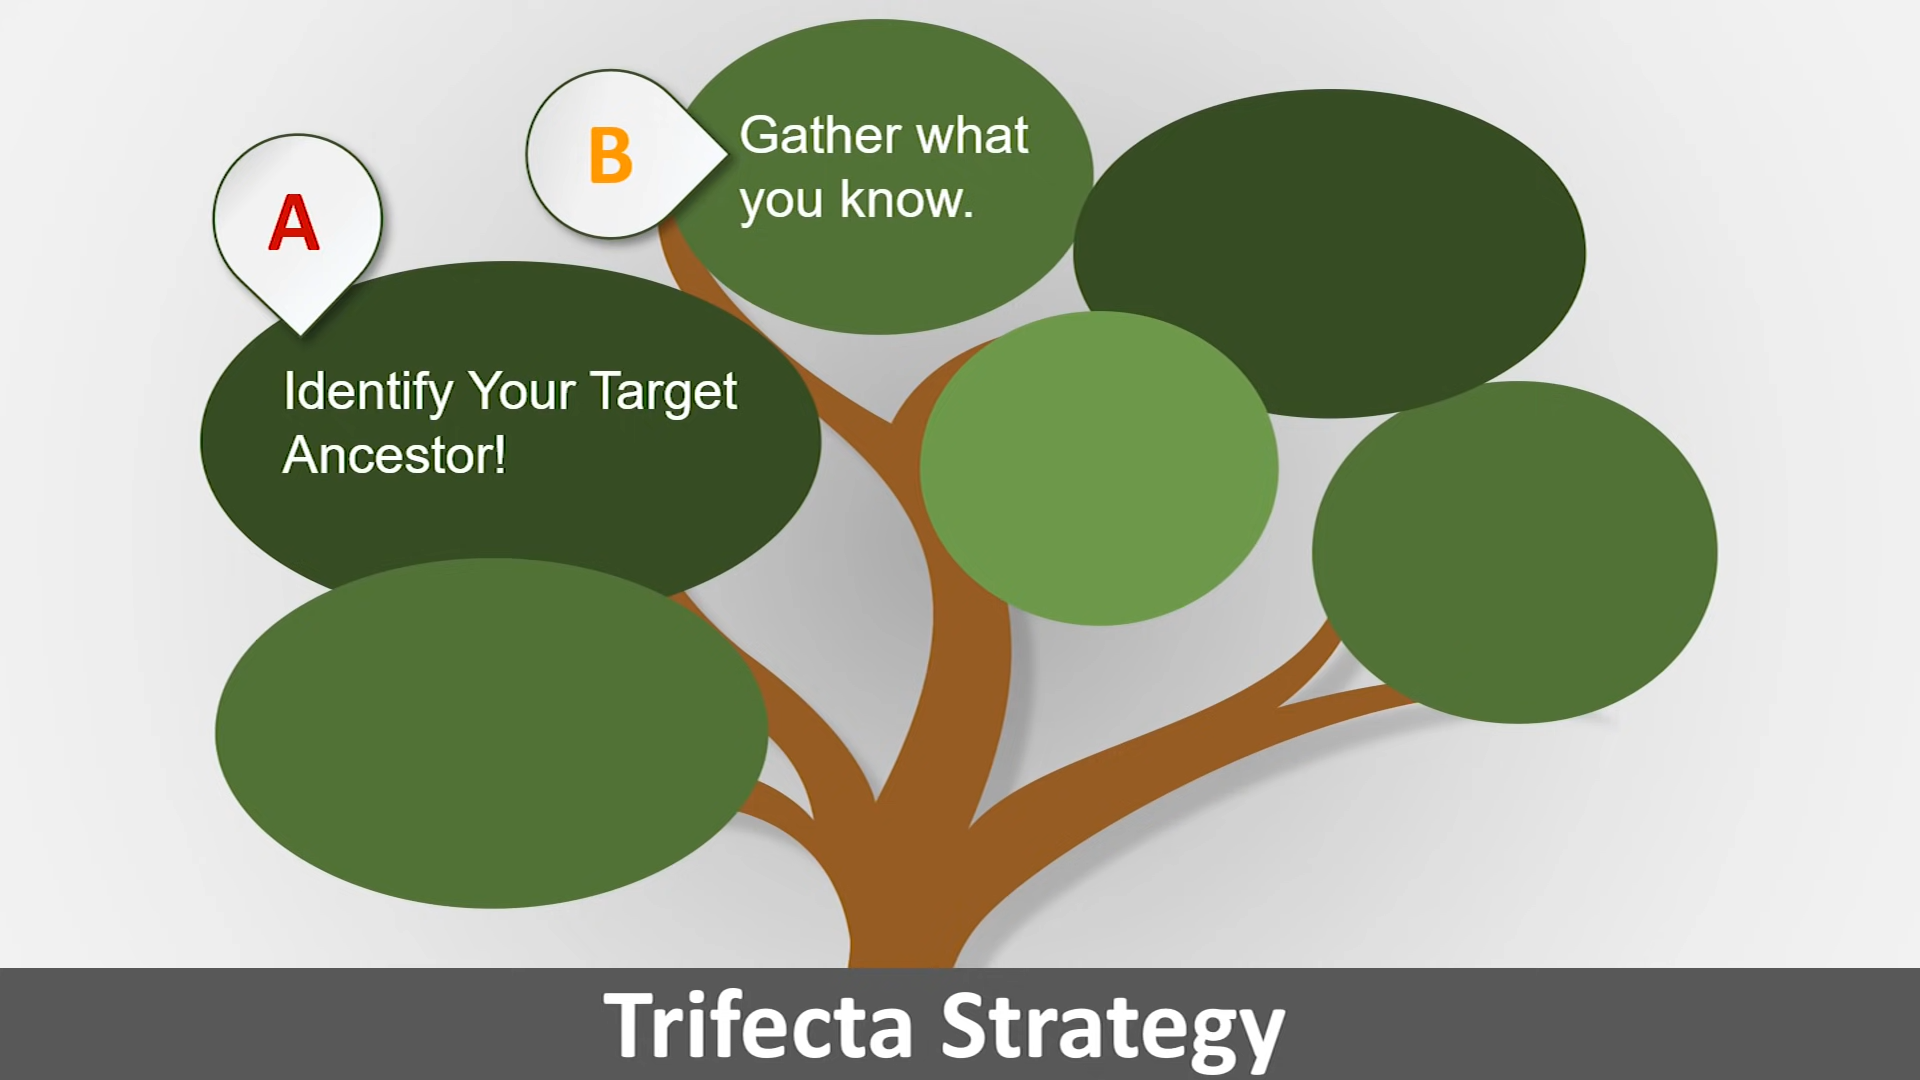 A
Identify Your Target
Ancestor!
B
Gather what
you know.
Trifecta Strategy